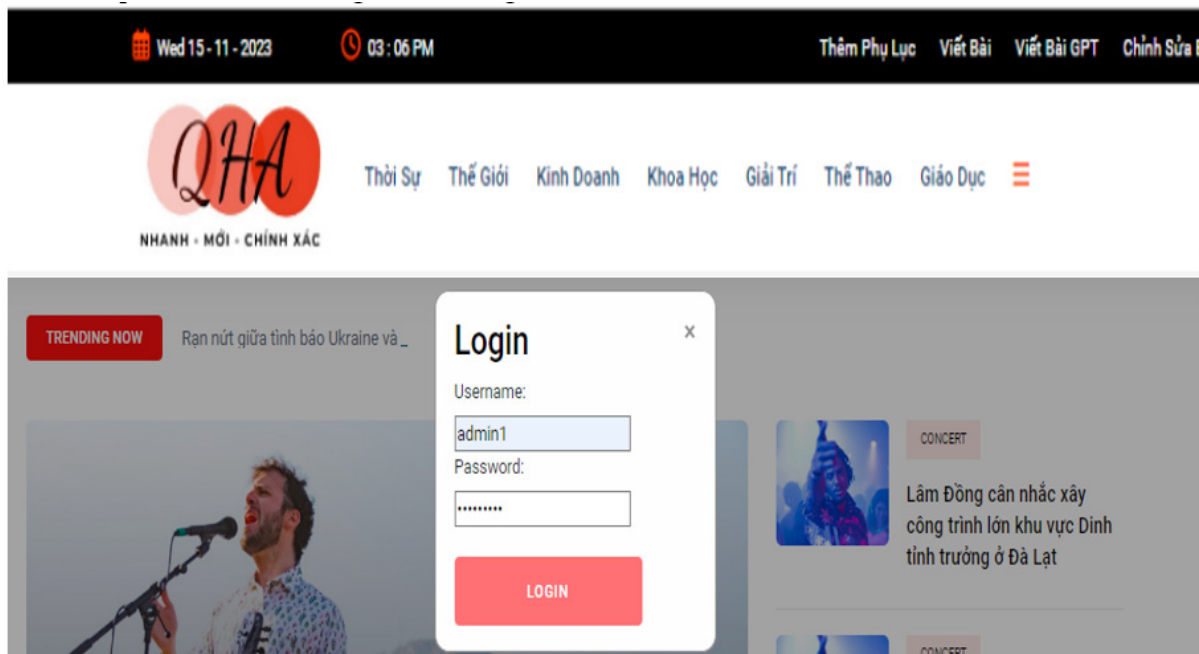 Wed 15 - 11 - 2023 03 : 06 PM Thêm Phụ Lục Viết Bài Viết Bài GPT Chỉnh Sửa
QHA
NHANH - MỚI - CHÍNH XÁC
Thời Sự Thế Giới Kinh Doanh Khoa Học Giải Trí Thể Thao Giáo Dục
TRENDING NOW Rạn nứt giữa tình báo Ukraine và _
Login ×
Username:
admin1
Password:
•••••••••
LOGIN
CONCERT
Lâm Đồng cân nhắc xây
công trình lớn khu vực Dinh
tỉnh trưởng ở Đà Lạt
CONCERT